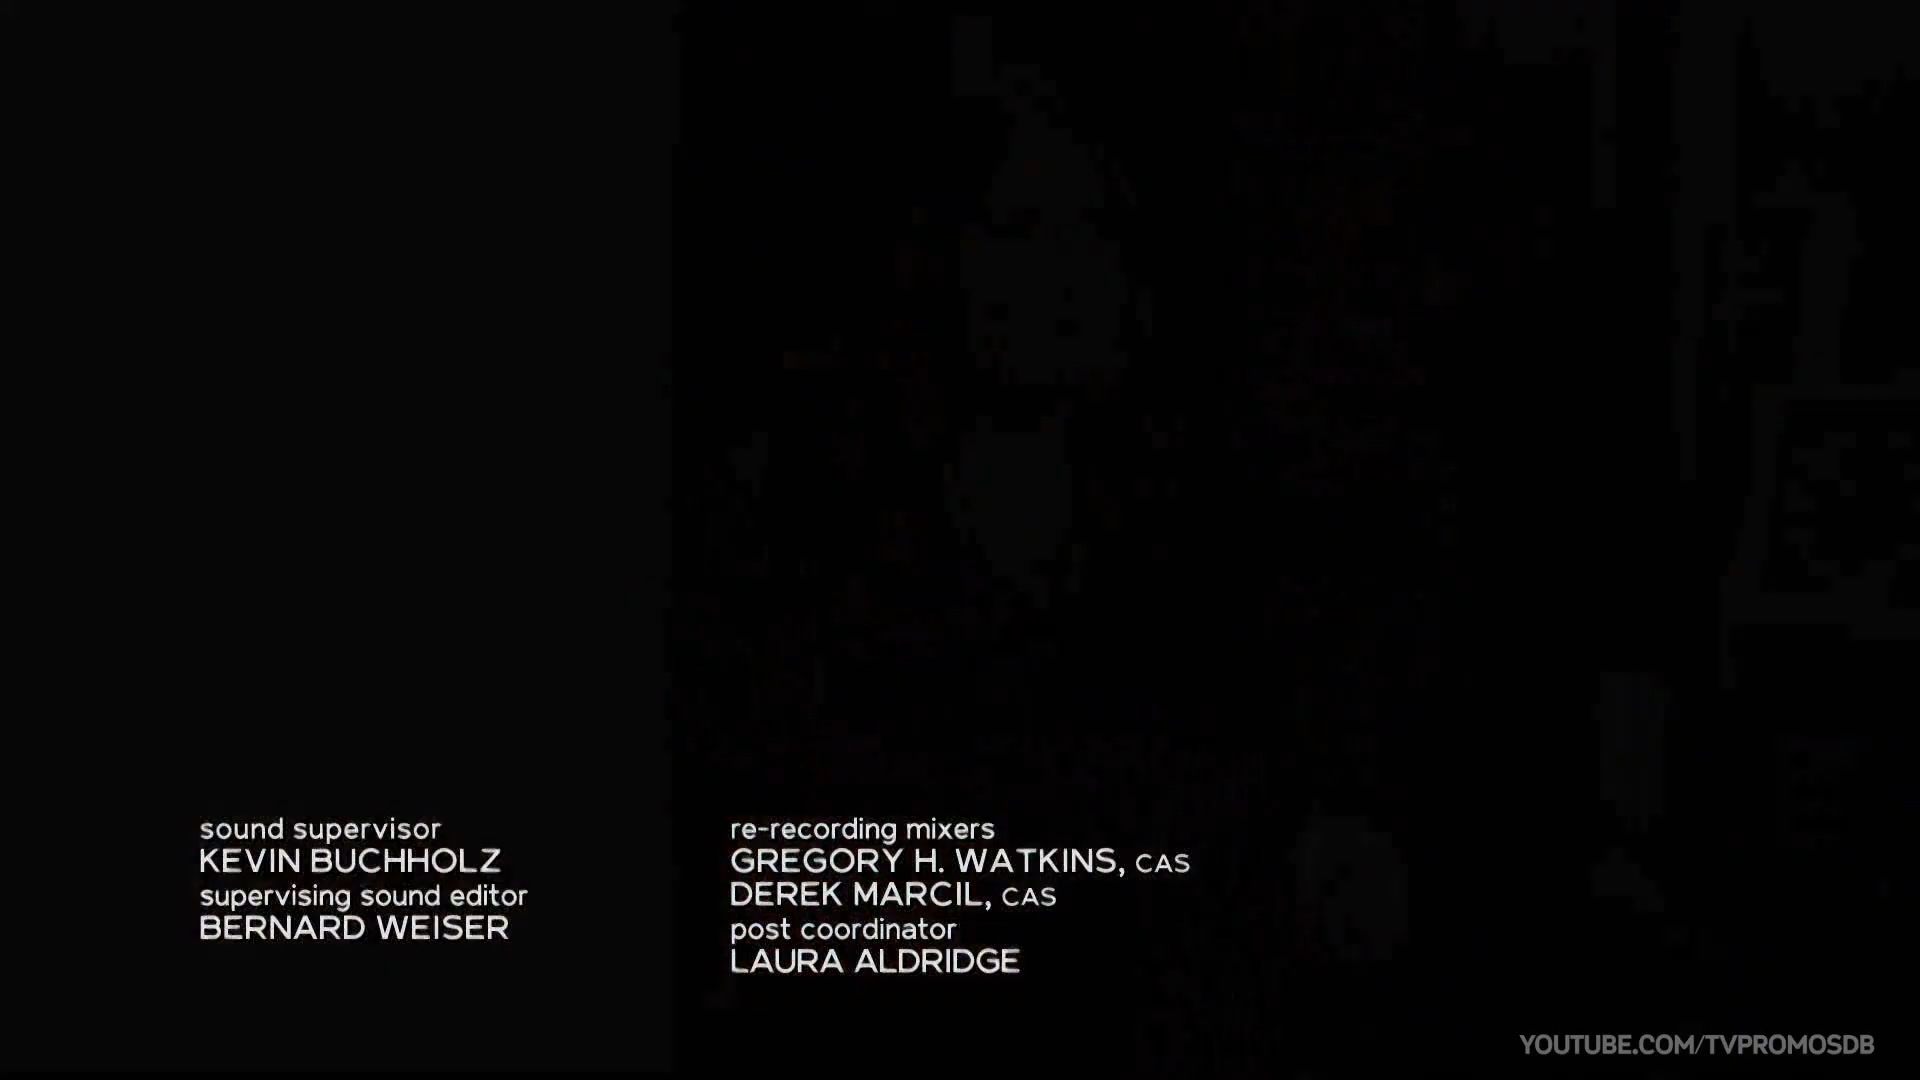 sound supervisor
KEVIN BUCHHOLZ
supervising sound editor
BERNARD WEISER
re-recording mixers
GREGORY H. WATKINS, CAS
DEREK MARCIL, CAS
post coordinator
LAURA ALDRIDGE
YOUTUBE.COM/TVPROMOSDB